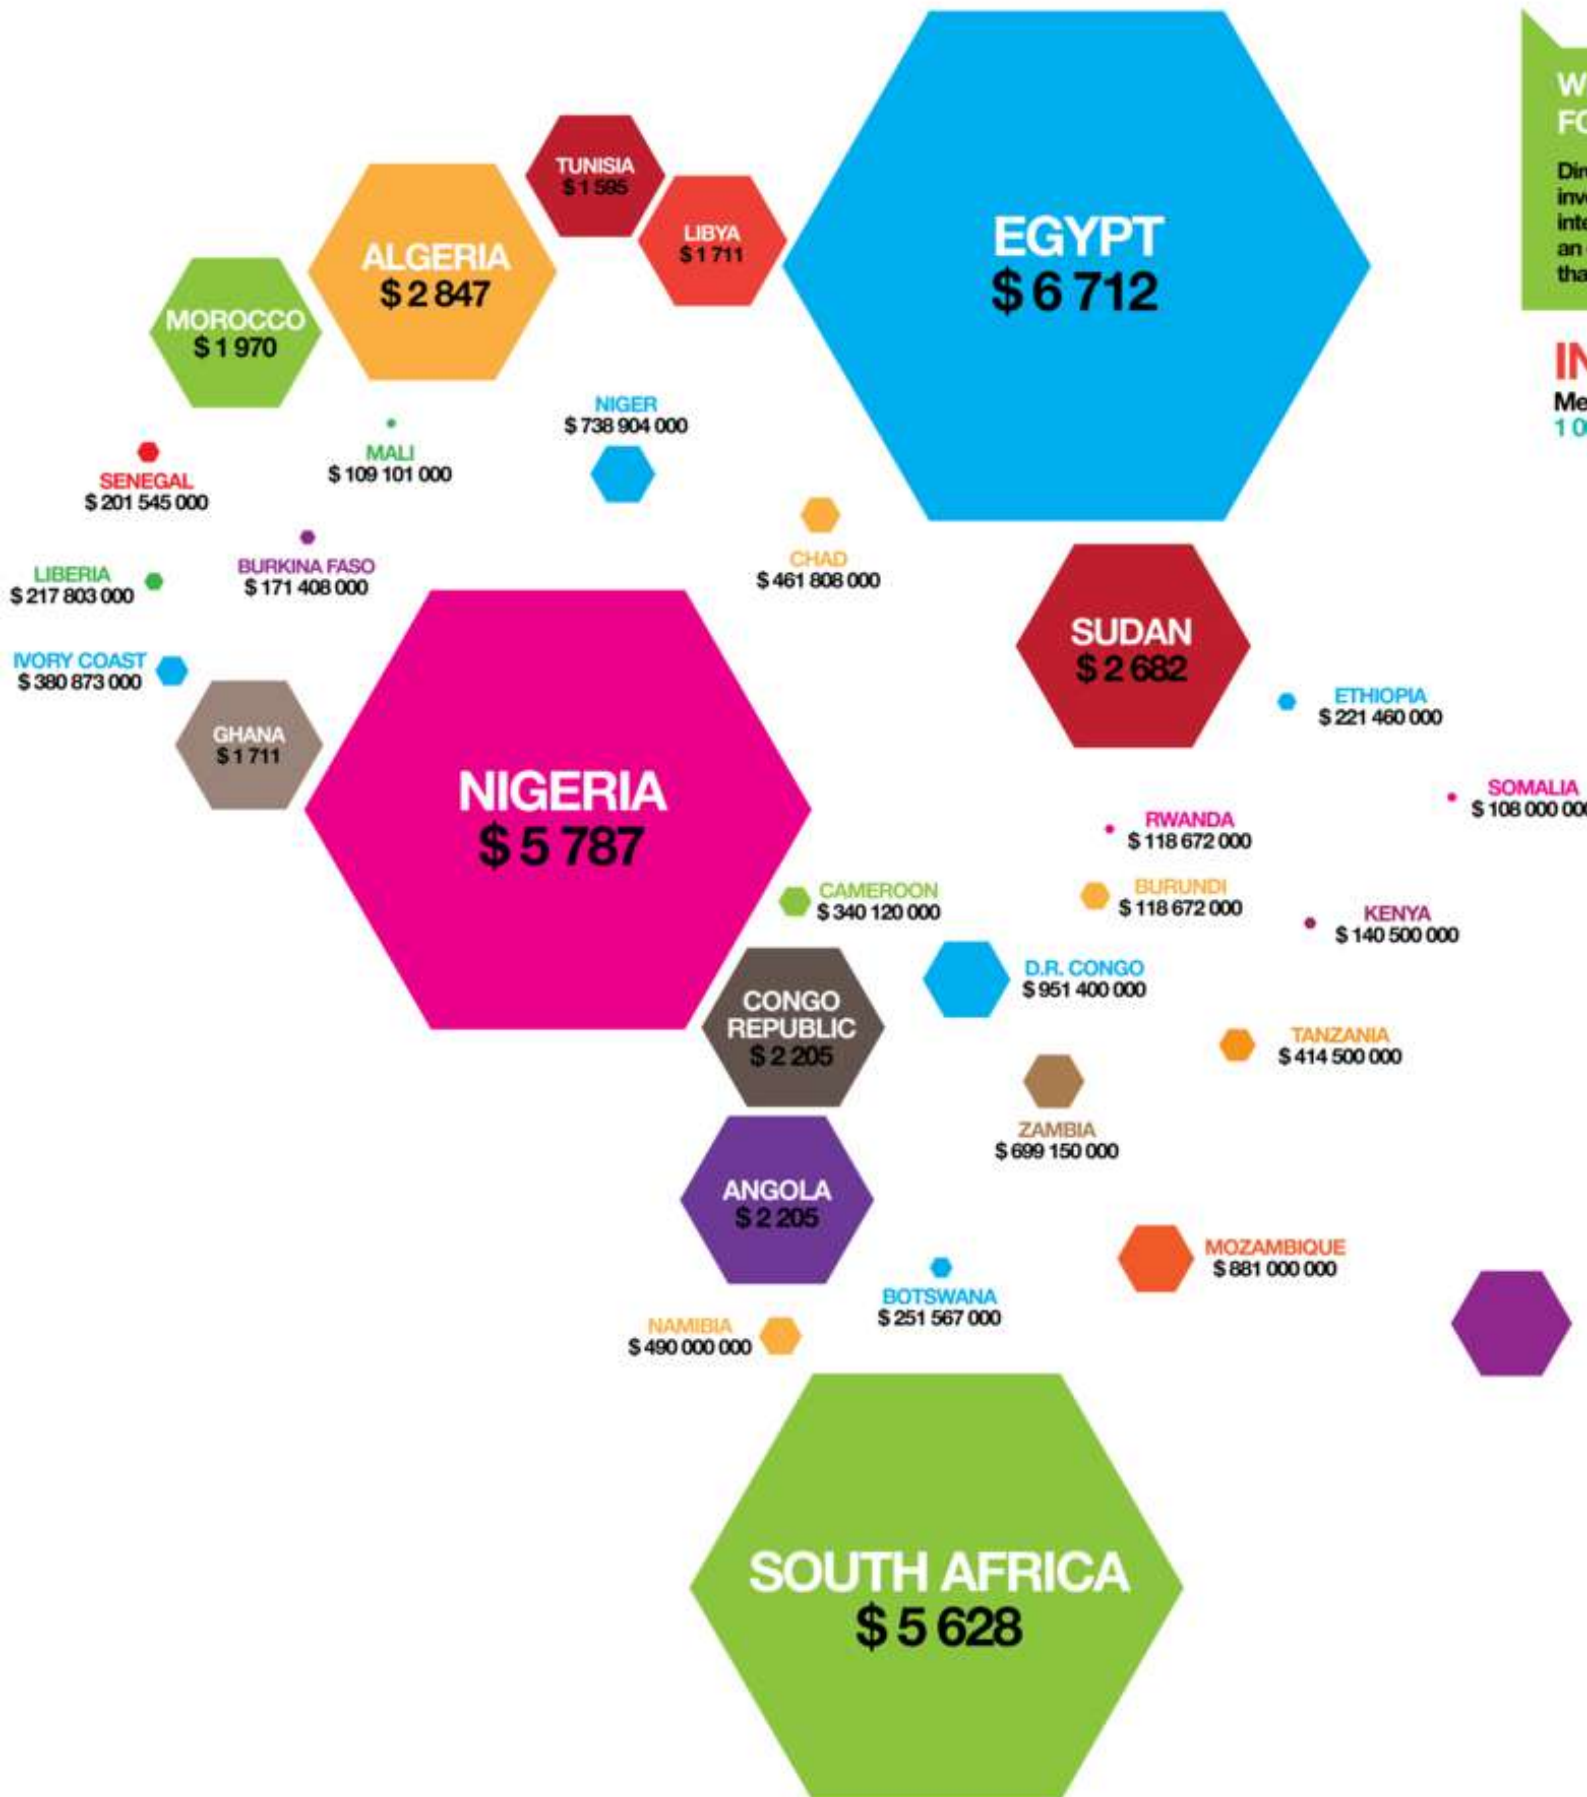 TUNISIA
$ 1 595
ALGERIA
$ 2 847
LIBYA
$ 1 711
EGYPT
$ 6 712
MOROCCO
$ 1 970
NIGER
$ 738 904 000
MALI
$ 109 101 000
SENEGAL
$ 201 545 000
CHAD
$ 461 808 000
BURKINA FASO
$ 171 408 000
LIBERIA
$ 217 803 000
SUDAN
$ 2 682
IVORY COAST
$ 380 873 000
ETHIOPIA
$ 221 460 000
GHANA
$ 1 711
NIGERIA
$ 5 787
SOMALIA
$ 108 000 000
RWANDA
$ 118 672 000
CAMEROON
$ 340 120 000
BURUNDI
$ 118 672 000
KENYA
$ 140 500 000
D.R. CONGO
$ 951 400 000
CONGO
REPUBLIC
$ 2 205
TANZANIA
$ 414 500 000
ZAMBIA
$ 699 150 000
ANGOLA
$ 2 205
MOZAMBIQUE
$ 881 000 000
BOTSWANA
$ 251 567 000
NAMIBIA
$ 490 000 000
SOUTH AFRICA
$ 5 628
an